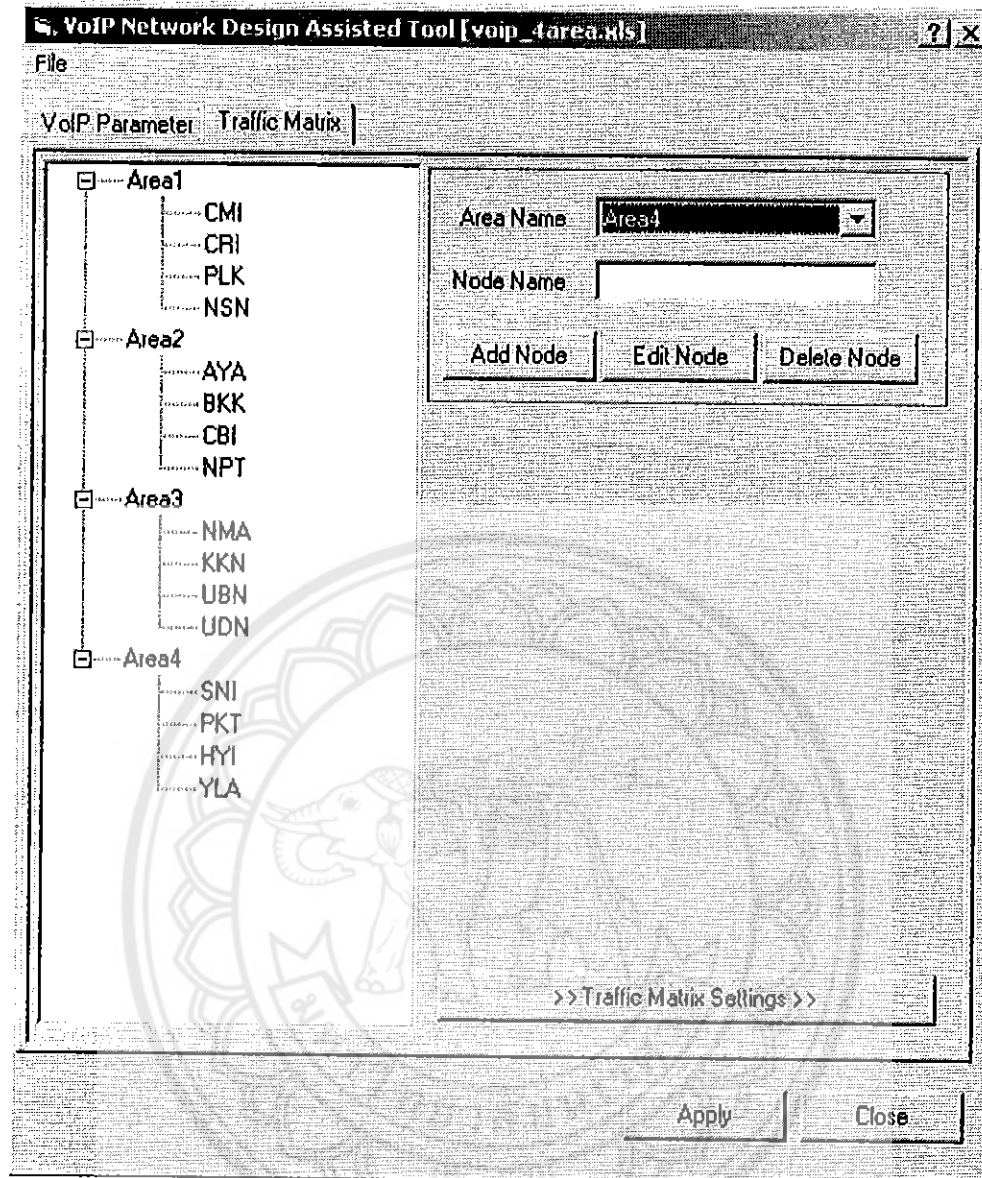 VoIP Network Design Assisted Tool [voip_4area.xls]
File
VoIP Parameter Traffic Matrix
Area1
CMI
CRI
PLK
NSN
Area2
AYA
BKK
CBI
NPT
Area3
NMA
KKN
UBN
UDN
Area4
SNI
PKT
HYI
YLA
Area Name Area4
Node Name
Add Node Edit Node Delete Node
>>Traffic Matrix Settings >>
Apply Close